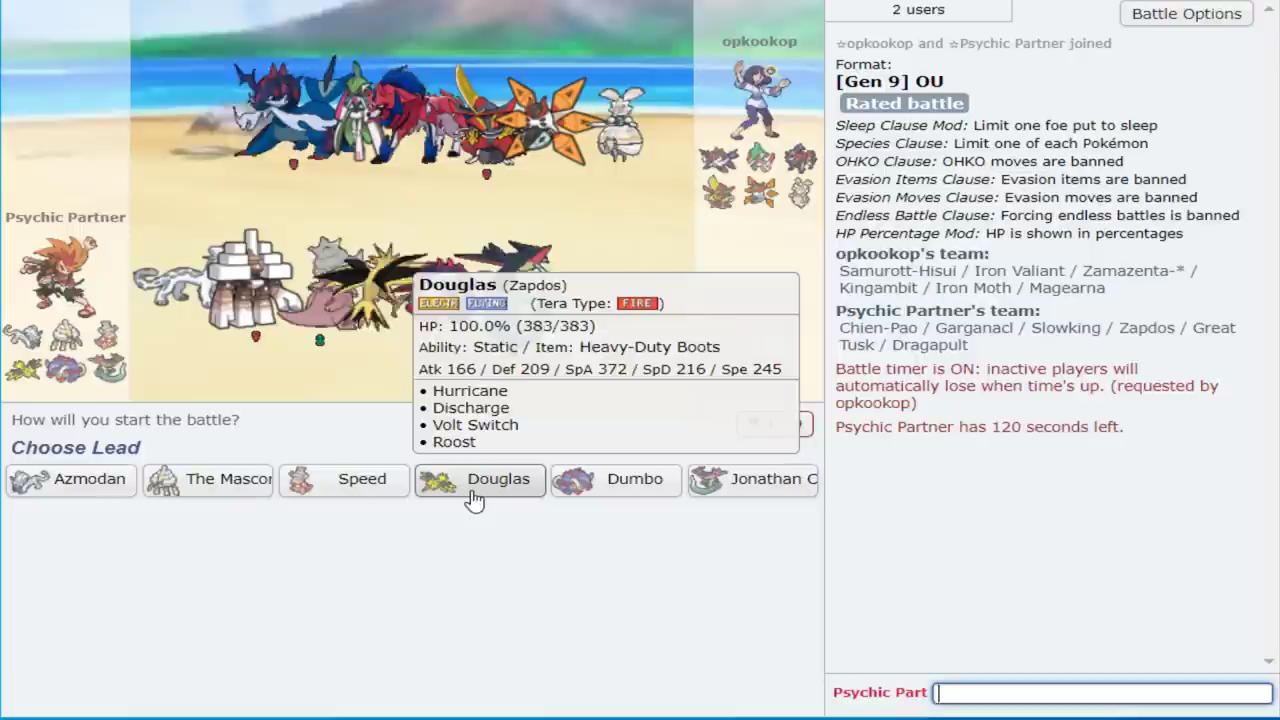 opkookop
Psychic Partner
Douglas (Zapdos)
ELECTR FLYING (Tera Type: FIRE)
HP: 100.0% (383/383)
Ability: Static / Item: Heavy-Duty Boots
Atk 166 / Def 209 / SpA 372 / SpD 216 / Spe 245
• Hurricane
• Discharge
• Volt Switch
• Roost
How will you start the battle?
Choose Lead
Azmodan
The Mascor
Speed
Douglas
Dumbo
Jonathan C
2 users
Battle Options
☆opkookop and ☆Psychic Partner joined
Format:
[Gen 9] OU
Rated battle
Sleep Clause Mod: Limit one foe put to sleep
Species Clause: Limit one of each Pokémon
OHKO Clause: OHKO moves are banned
Evasion Items Clause: Evasion items are banned
Evasion Moves Clause: Evasion moves are banned
Endless Battle Clause: Forcing endless battles is banned
HP Percentage Mod: HP is shown in percentages
opkookop's team:
Samurott-Hisui / Iron Valiant / Zamazenta-* /
Kingambit / Iron Moth / Magearna
Psychic Partner's team:
Chien-Pao / Garganacl / Slowking / Zapdos / Great
Tusk / Dragapult
Battle timer is ON: inactive players will
automatically lose when time's up. (requested by
opkookop)
Psychic Partner has 120 seconds left.
Psychic Part